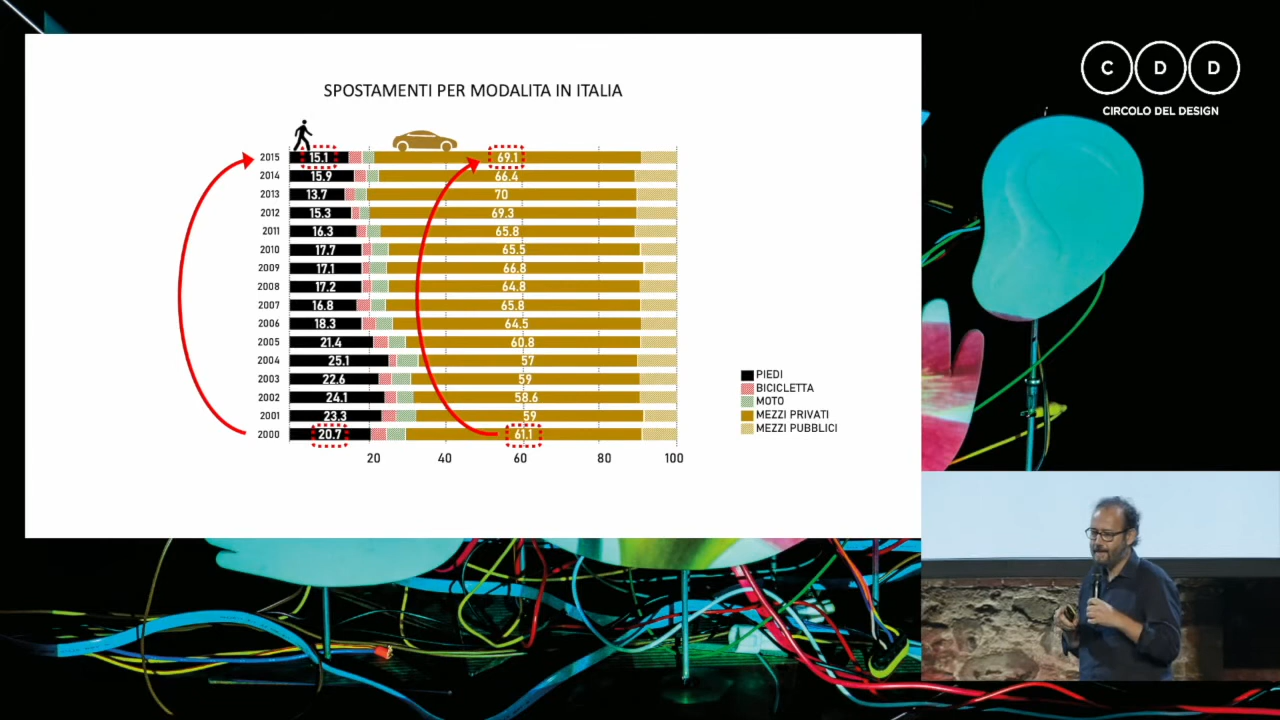 C D D
CIRCOLO DEL DESIGN
SPOSTAMENTI PER MODALITA IN ITALIA
2015 15.1 69.1
2014 15.9 66.4
2013 13.7 70
2012 15.3 69.3
2011 16.3 65.8
2010 17.7 65.5
2009 17.1 66.8
2008 17.2 64.8
2007 16.8 65.8
2006 18.3 64.5
2005 21.4 60.8
2004 25.1 57
2003 22.6 59
2002 24.1 58.6
2001 23.3 59
2000 20.7 61.1
20 40 60 80 100
PIEDI
BICICLETTA
MOTO
MEZZI PRIVATI
MEZZI PUBBLICI